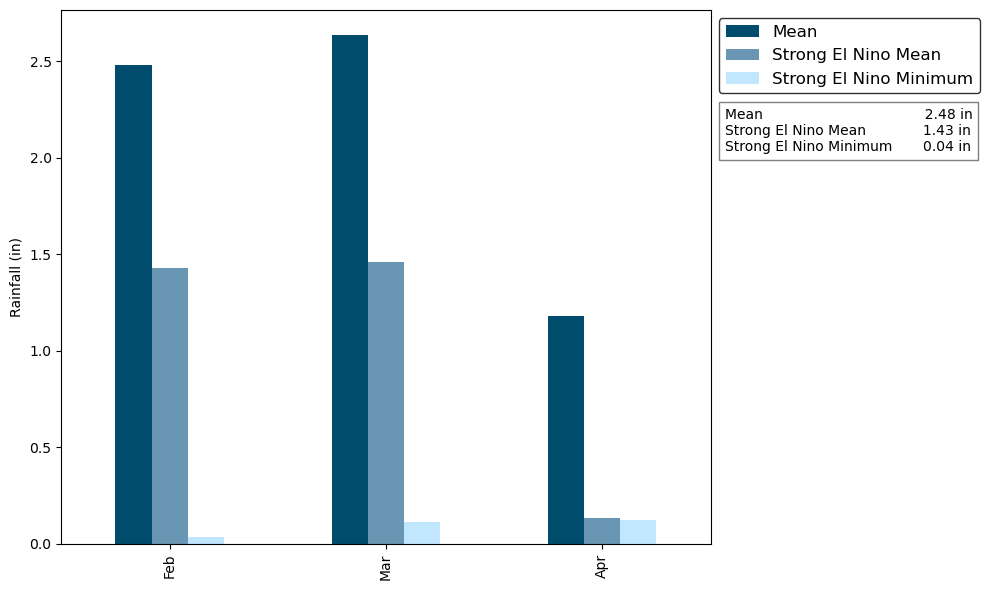 Mean
Strong El Nino Mean
Strong El Nino Minimum
Mean 2.48 in
Strong El Nino Mean 1.43 in
Strong El Nino Minimum 0.04 in
Rainfall (in)
2.5
2.0
1.5
1.0
0.5
0.0
Feb
Mar
Apr